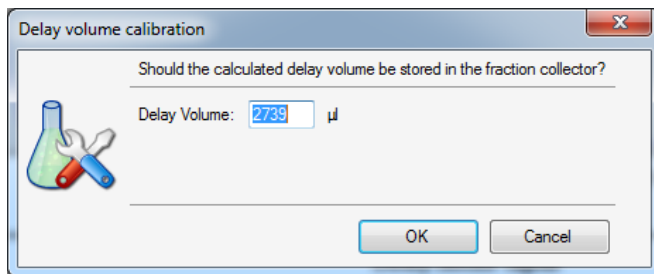 Delay volume calibration
Should the calculated delay volume be stored in the fraction collector?
Delay Volume: 2739 µl
OK Cancel